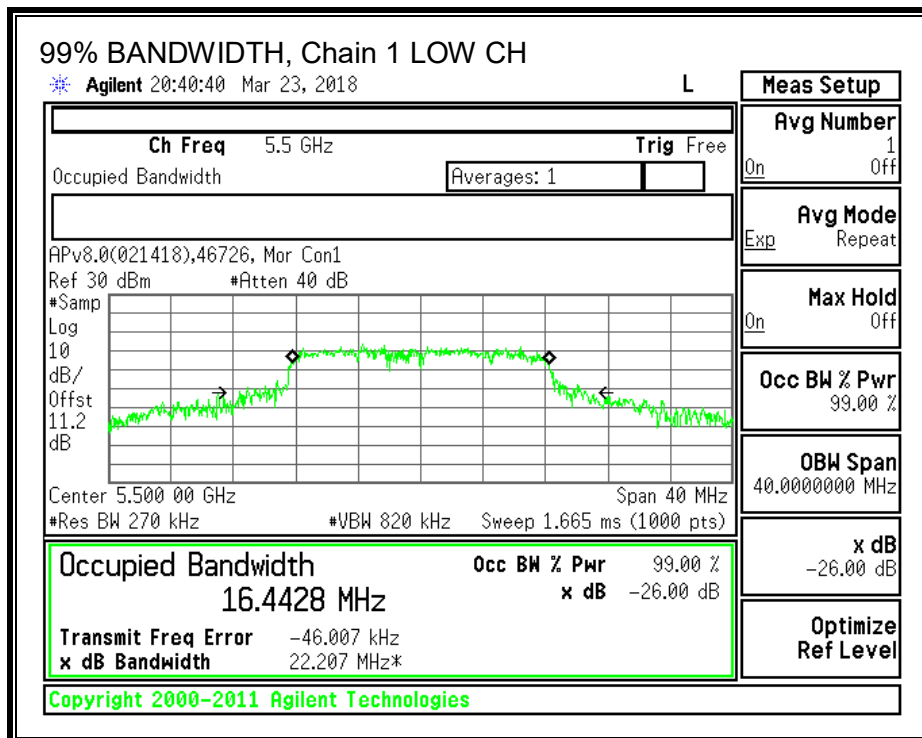 99% BANDWIDTH, Chain 1 LOW CH
Agilent 20:40:40 Mar 23, 2018 L
Meas Setup
Ch Freq 5.5 GHz Trig Free
Occupied Bandwidth Averages: 1
APv8.0(021418),46726, Mor Con1
Ref 30 dBm #Atten 40 dB
#Samp
Log
10
dB/
Offst
11.2
dB
Center 5.500 00 GHz Span 40 MHz
#Res BW 270 kHz #VBW 820 kHz Sweep 1.665 ms (1000 pts)
Occupied Bandwidth Occ BW % Pwr 99.00 %
16.4428 MHz x dB -26.00 dB
Transmit Freq Error -46.007 kHz
x dB Bandwidth 22.207 MHz*
Copyright 2000-2011 Agilent Technologies
Avg Number
1
On Off
Avg Mode
Exp Repeat
Max Hold
On Off
Occ BW % Pwr
99.00 %
OBW Span
40.0000000 MHz
x dB
-26.00 dB
Optimize
Ref Level